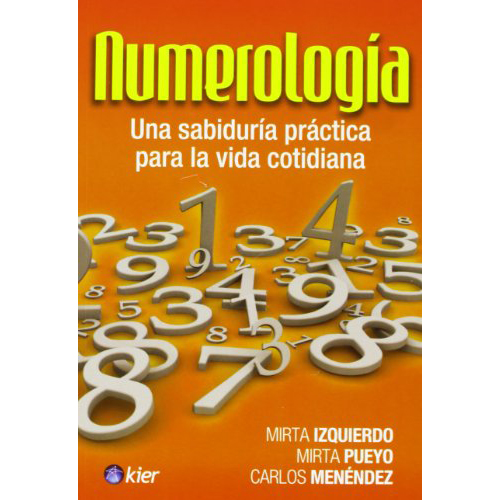 Numerología
Una sabiduría práctica
para la vida cotidiana
MIRTA IZQUIERDO
MIRTA PUEYO
CARLOS MENÉNDEZ
kier